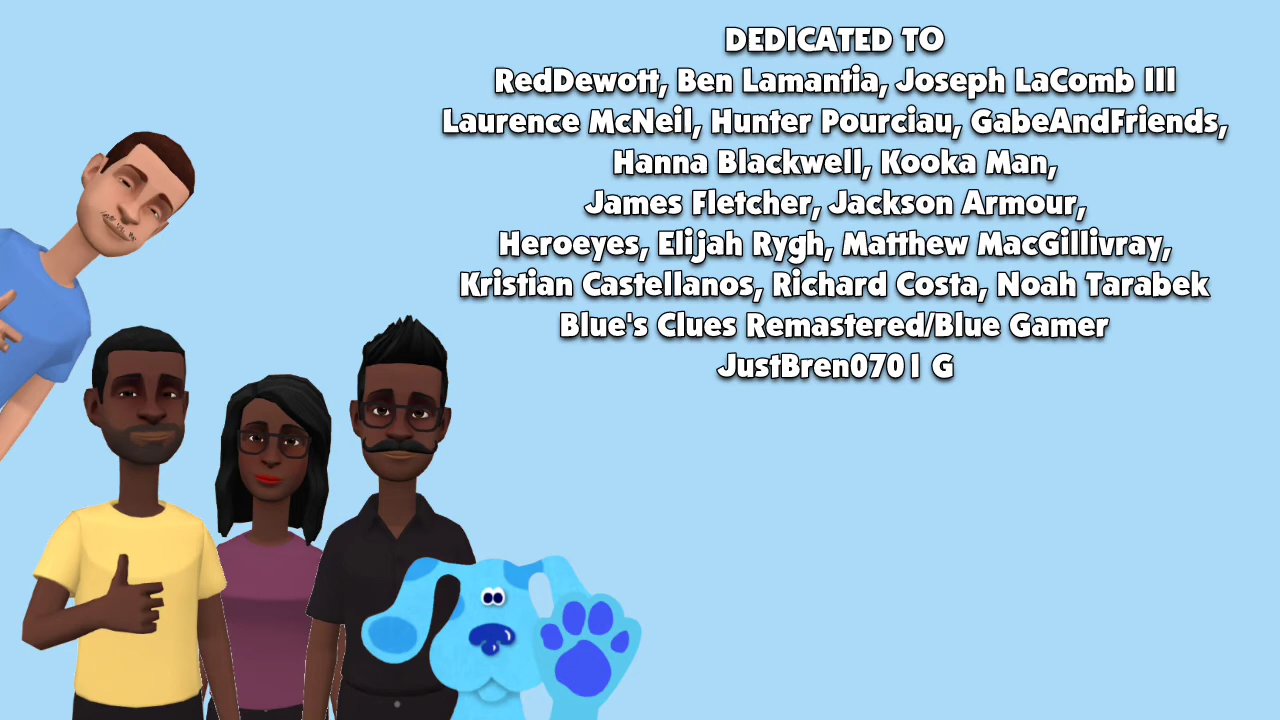 DEDICATED TO
RedDewott, Ben Lamantia, Joseph LaComb III
Laurence McNeil, Hunter Pourciau, GabeAndFriends,
Hanna Blackwell, Kooka Man,
James Fletcher, Jackson Armour,
Heroeyes, Elijah Rygh, Matthew MacGillivray,
Kristian Castellanos, Richard Costa, Noah Tarabek
Blue's Clues Remastered/Blue Gamer
JustBren0701 G